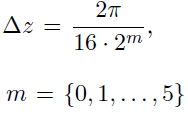 Δz = 2π / 16 · 2^m,
m = {0, 1, . . . , 5}